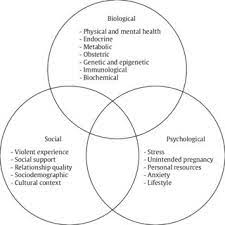 Biological
- Physical and mental health
- Endocrine
- Metabolic
- Obstetric
- Genetic and epigenetic
- Immunological
- Biochemical
Social
- Violent experience
- Social support
- Relationship quality
- Sociodemographic
- Cultural context
Psychological
- Stress
- Unintended pregnancy
- Personal resources
- Anxiety
- Lifestyle